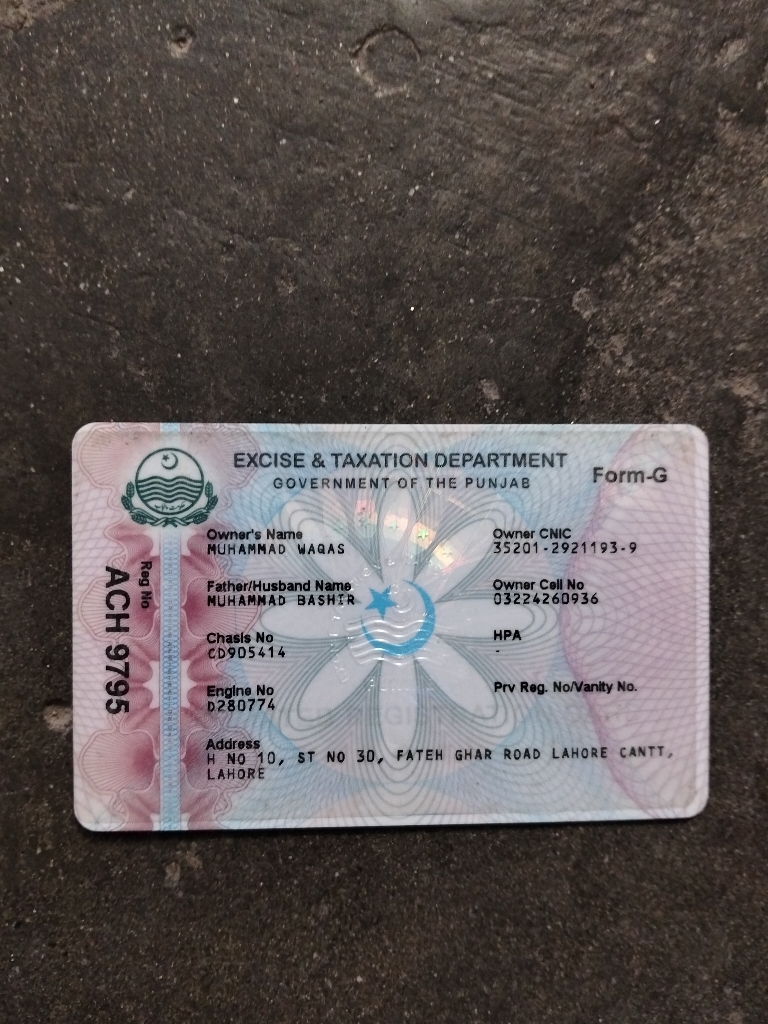 EXCISE & TAXATION DEPARTMENT
GOVERNMENT OF THE PUNJAB
Form-G
Reg No
ACH 9795
Owner's Name
MUHAMMAD WAQAS
Owner CNIC
35201-2921193-9
Father/Husband Name
MUHAMMAD BASHIR
Owner Cell No
03224260936
Chasis No
CD905414
HPA
-
Engine No
D280774
Prv Reg. No/Vanity No.
Address
H NO 10, ST NO 30, FATEH GHAR ROAD LAHORE CANTT,
LAHORE